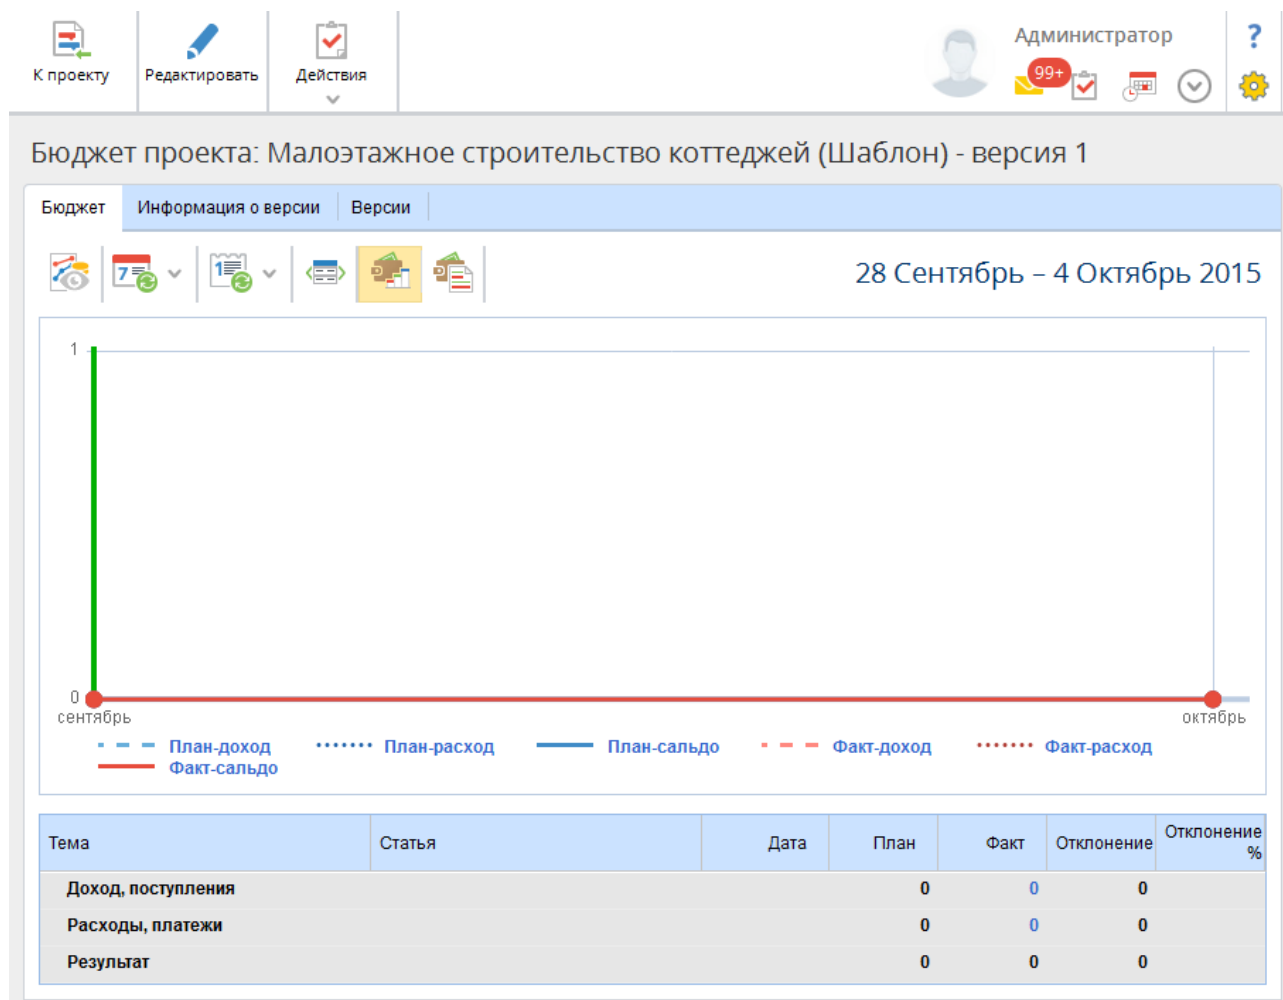 К проекту
Редактировать
Действия
Администратор
?
99+
Бюджет проекта: Малоэтажное строительство коттеджей (Шаблон) - версия 1
Бюджет
Информация о версии
Версии
7
1
28 Сентябрь – 4 Октябрь 2015
1
0
сентябрь
октябрь
План-доход
План-расход
План-сальдо
Факт-доход
Факт-расход
Факт-сальдо
Тема
Статья
Дата
План
Факт
Отклонение
Отклонение
%
Доход, поступления 0 0 0
Расходы, платежи 0 0 0
Результат 0 0 0